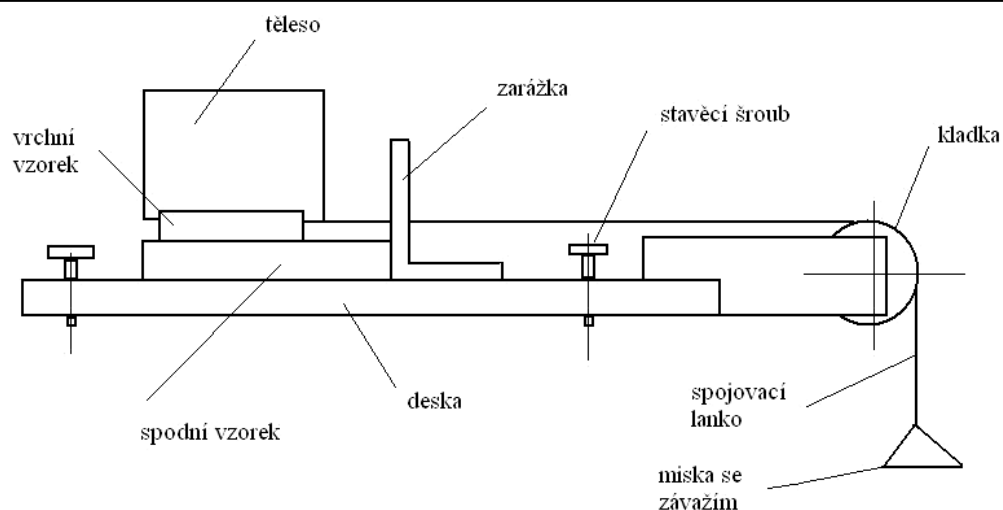 těleso
zarážka
stavěcí šroub
kladka
vrchní
vzorek
deska
spodní vzorek
spojovací
lanko
miska se
závažím